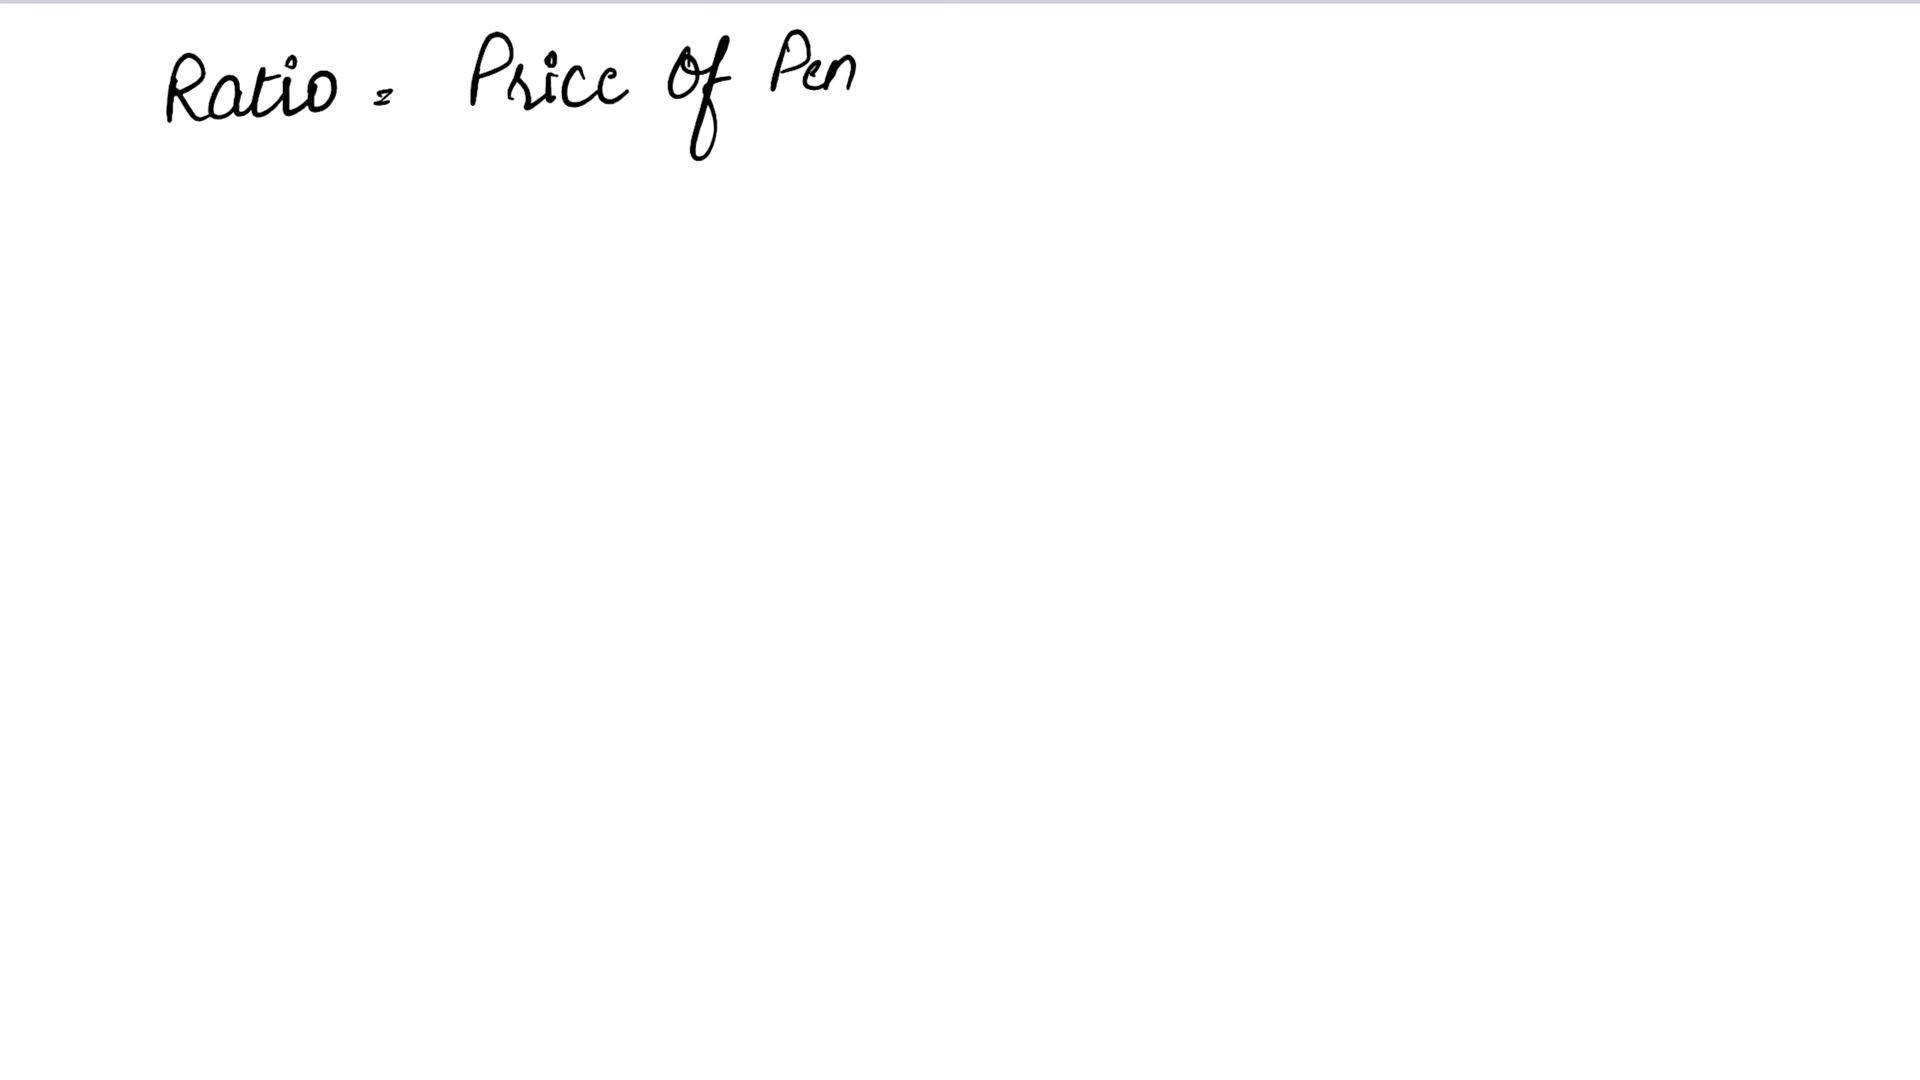 Ratio = Price Of Pen